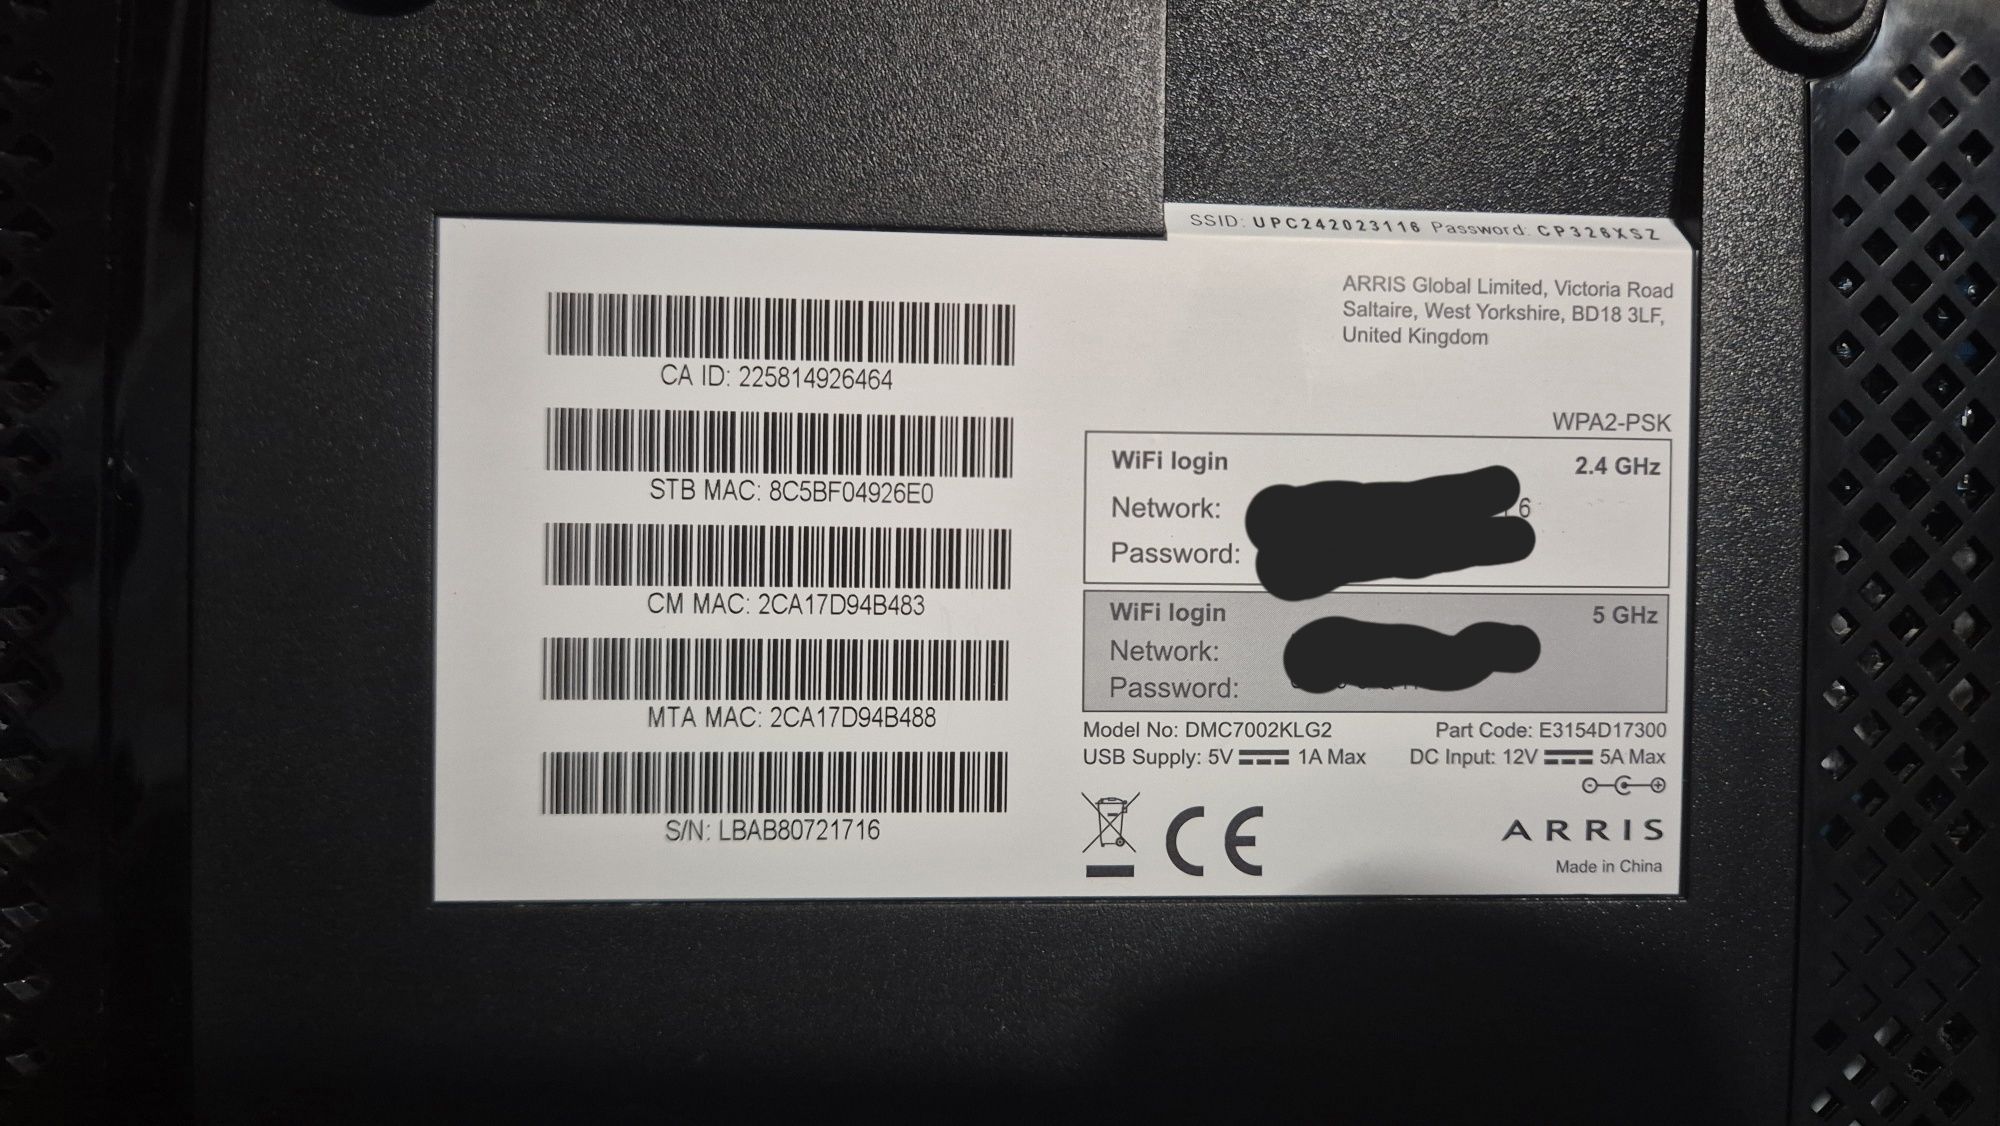 SSID: UPC242023116 Password: CP326XSZ
ARRIS Global Limited, Victoria Road
Saltaire, West Yorkshire, BD18 3LF,
United Kingdom
CA ID: 225814926464
STB MAC: 8C5BF04926E0
CM MAC: 2CA17D94B483
MTA MAC: 2CA17D94B488
S/N: LBAB80721716
WPA2-PSK
WiFi login 2.4 GHz
Network: 6
Password:
WiFi login 5 GHz
Network:
Password:
Model No: DMC7002KLG2 Part Code: E3154D17300
USB Supply: 5V 1A Max DC Input: 12V 5A Max
CE
ARRIS
Made in China